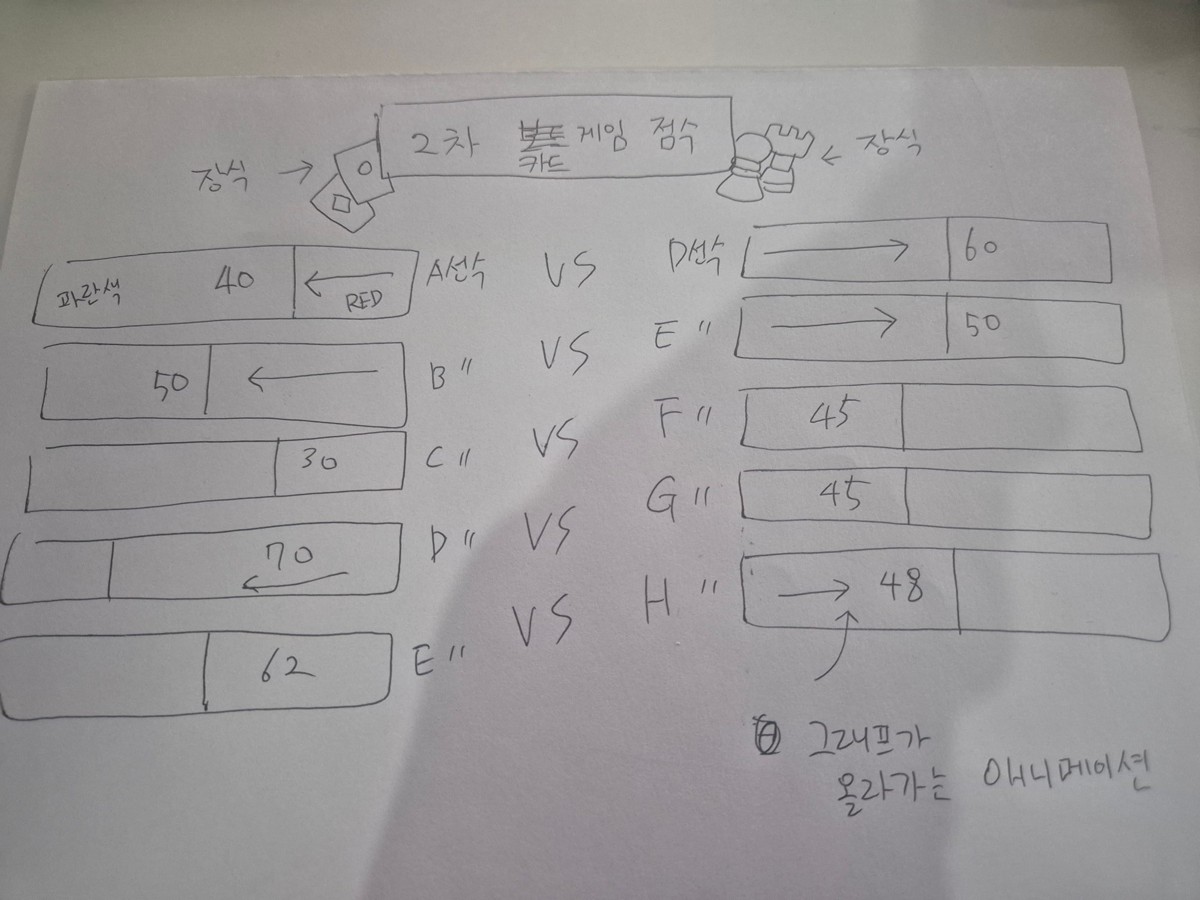 2차 게임 점수
카드
장식
장식
파란색 40 RED A선수 VS D선수 60
50 B " VS E " 50
30 C " VS F " 45
70 D " VS G " 45
62 E " VS H " 48
그래프가
올라가는 애니메이션